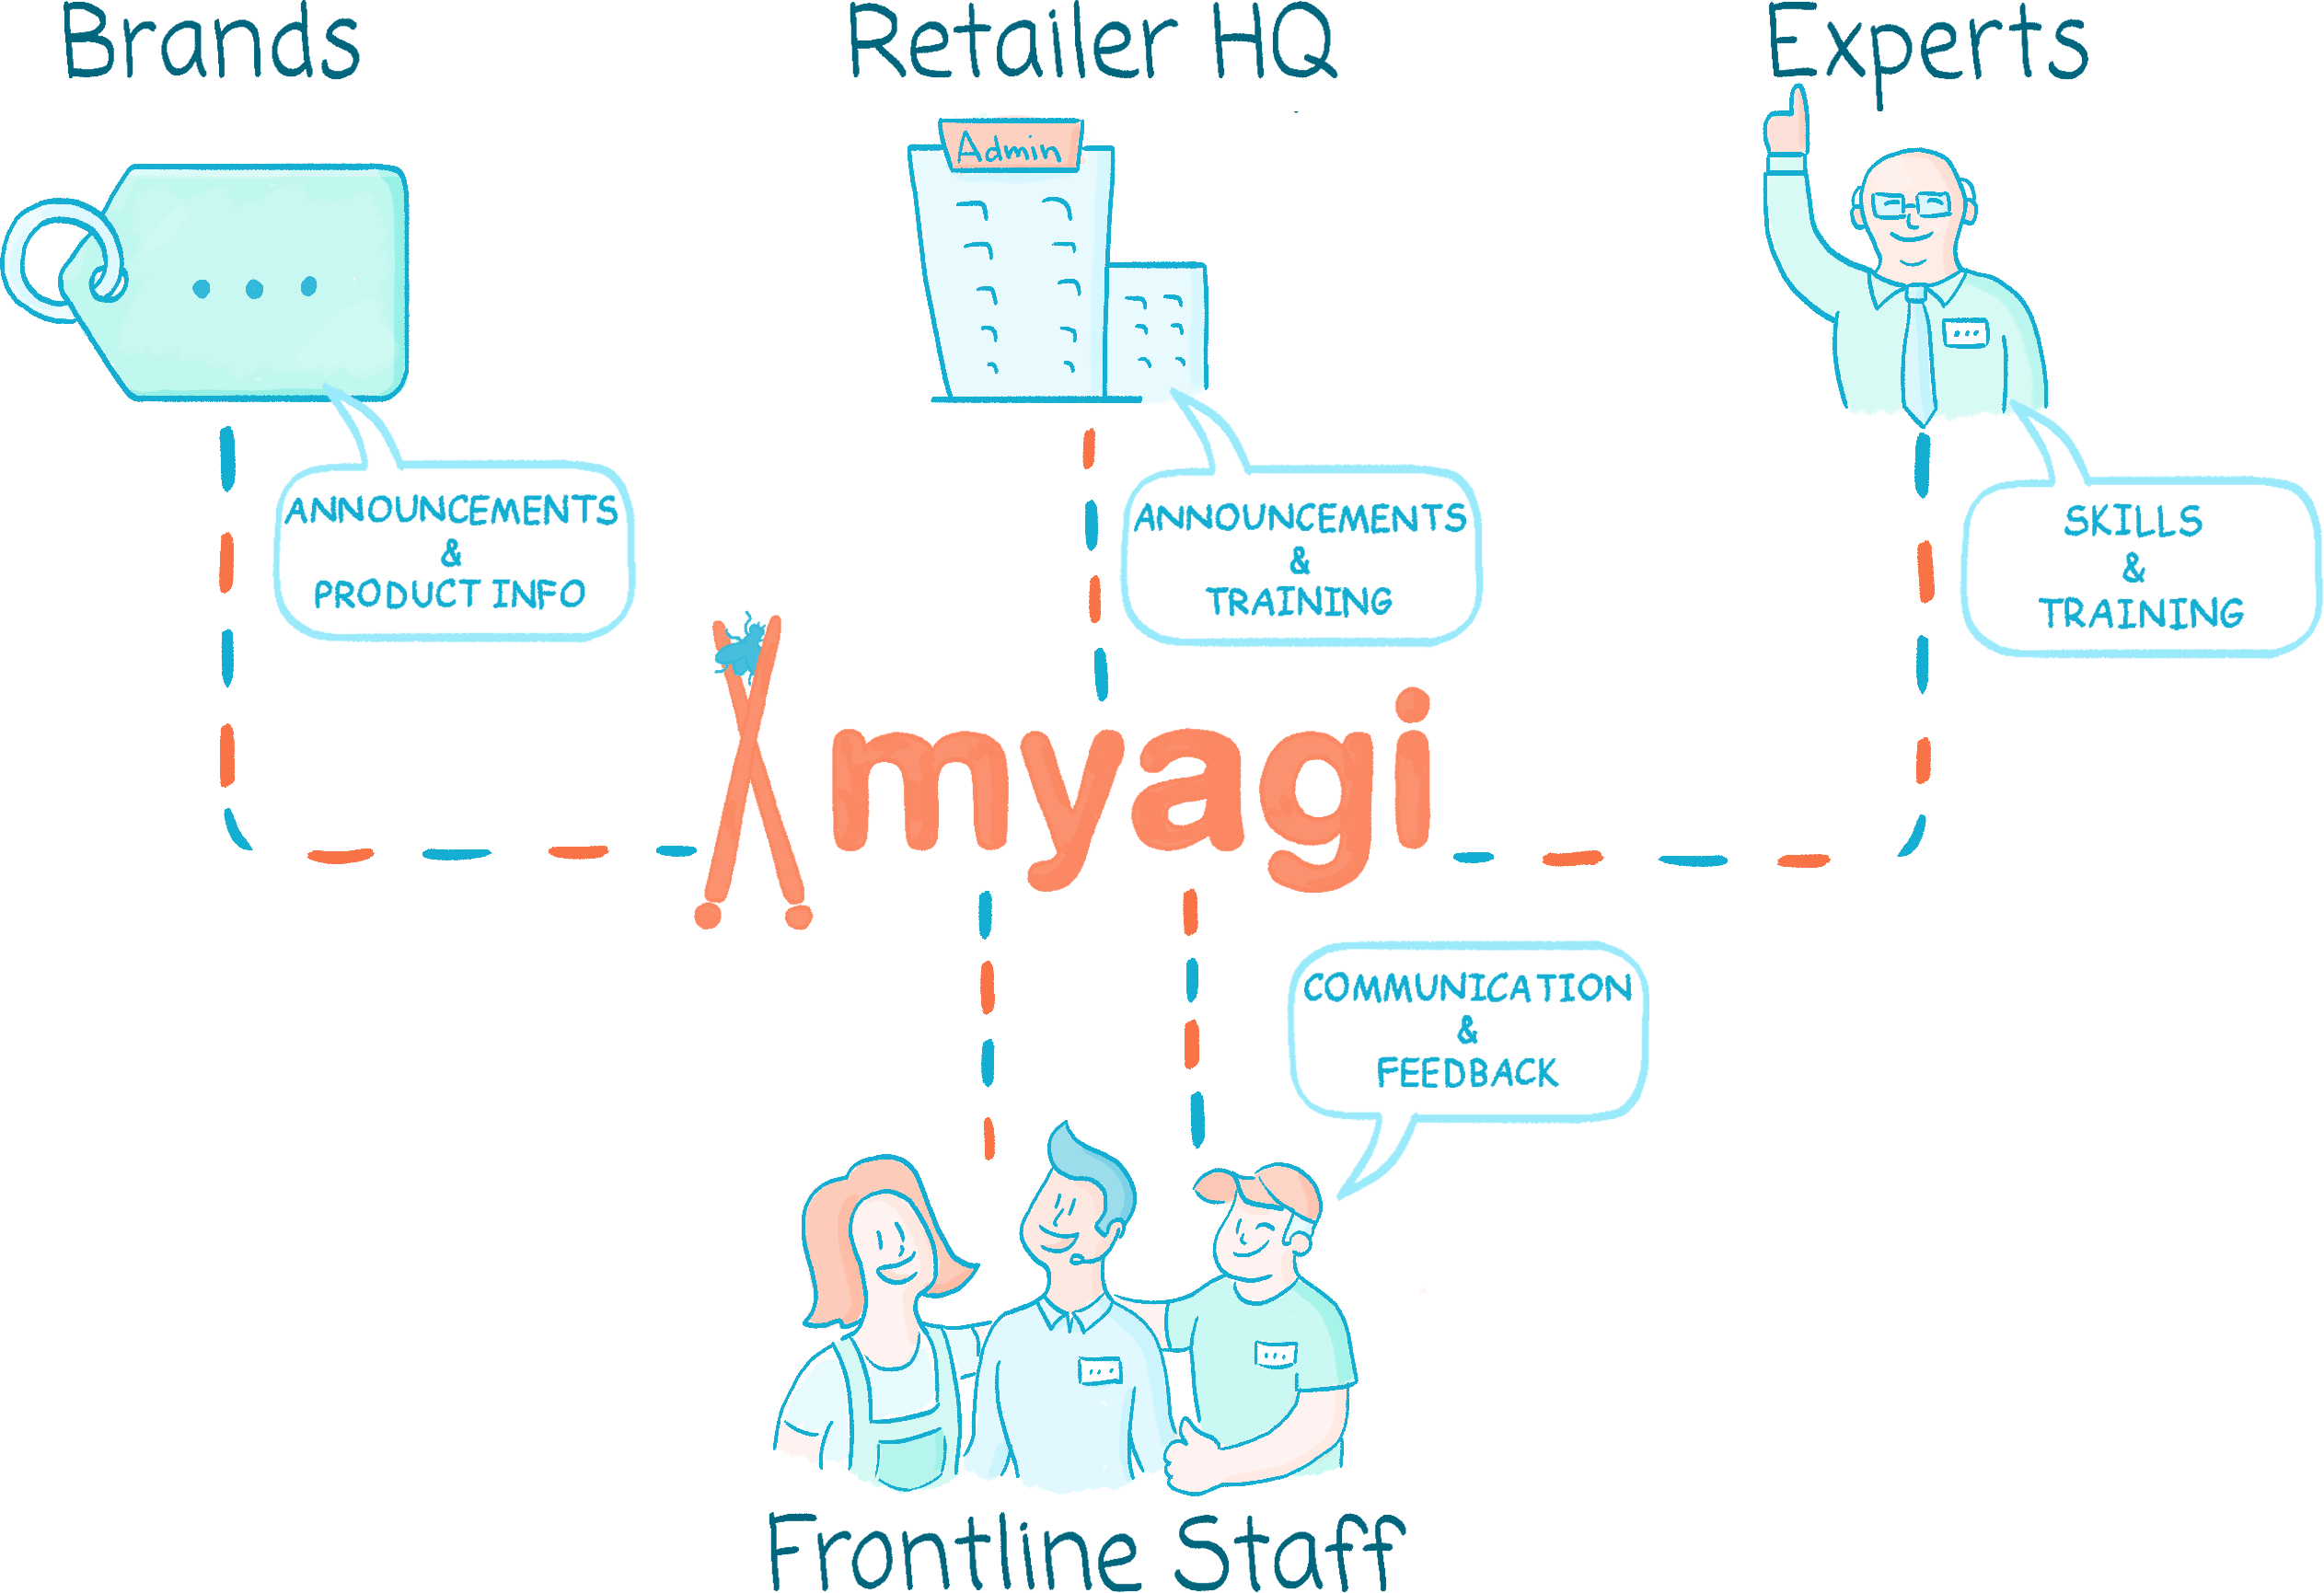 Brands
Retailer HQ
Experts
Admin
ANNOUNCEMENTS
&
PRODUCT INFO
ANNOUNCEMENTS
&
TRAINING
SKILLS
&
TRAINING
myagi
COMMUNICATION
&
FEEDBACK
Frontline Staff